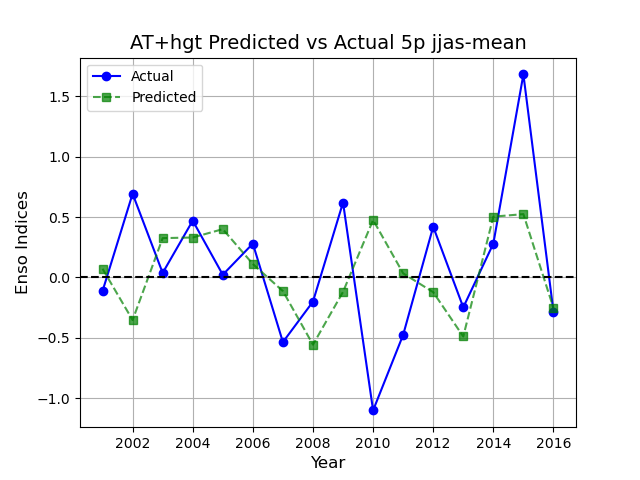 AT+hgt Predicted vs Actual 5p jjas-mean
Actual
Predicted
1.5
1.0
0.5
0.0
−0.5
−1.0
Enso Indices
2002 2004 2006 2008 2010 2012 2014 2016
Year